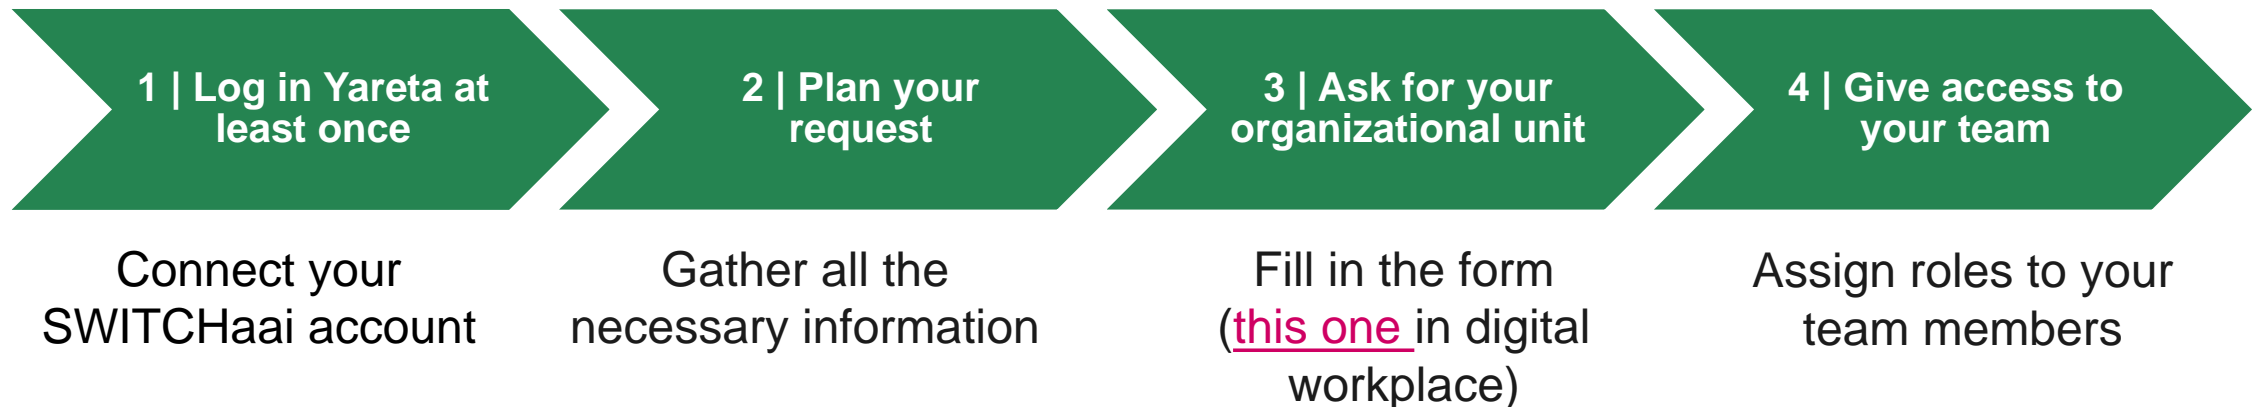 1 | Log in Yareta at
least once
2 | Plan your
request
3 | Ask for your
organizational unit
4 | Give access to
your team
Connect your
SWITCHaai account
Gather all the
necessary information
Fill in the form
(this one in digital
workplace)
Assign roles to your
team members